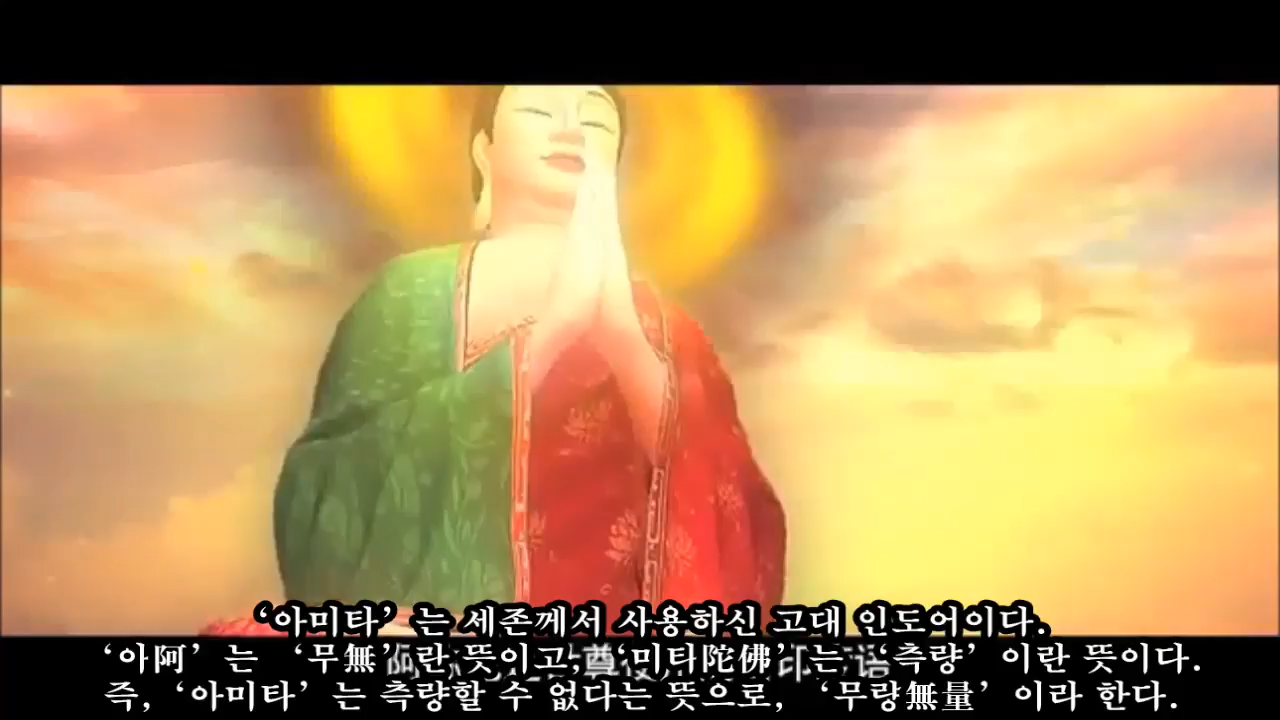 ‘아미타’ 는 세존께서 사용하신 고대 인도어이다.
‘아阿’ 는 ‘무無’ 란 뜻이고, ‘미타陀佛’ 는 ‘측량’ 이란 뜻이다.
즉, ‘아미타’ 는 측량할 수 없다는 뜻으로, ‘무량無量’ 이라 한다.